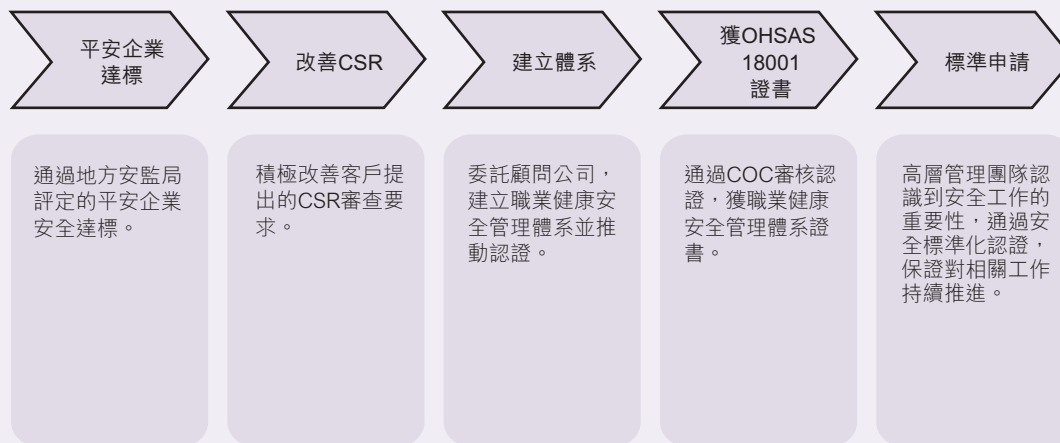 平安企業
達標
改善CSR
建立體系
獲OHSAS
18001
證書
標準申請
通過地方安監局
評定的平安企業
安全達標。
積極改善客戶提
出的CSR審查要
求。
委託顧問公司，
建立職業健康安
全管理體系並推
動認證。
通過COC審核認
證，獲職業健康
安全管理體系證
書。
高層管理團隊認
識到安全工作的
重要性，通過安
全標準化認證，
保證對相關工作
持續推進。